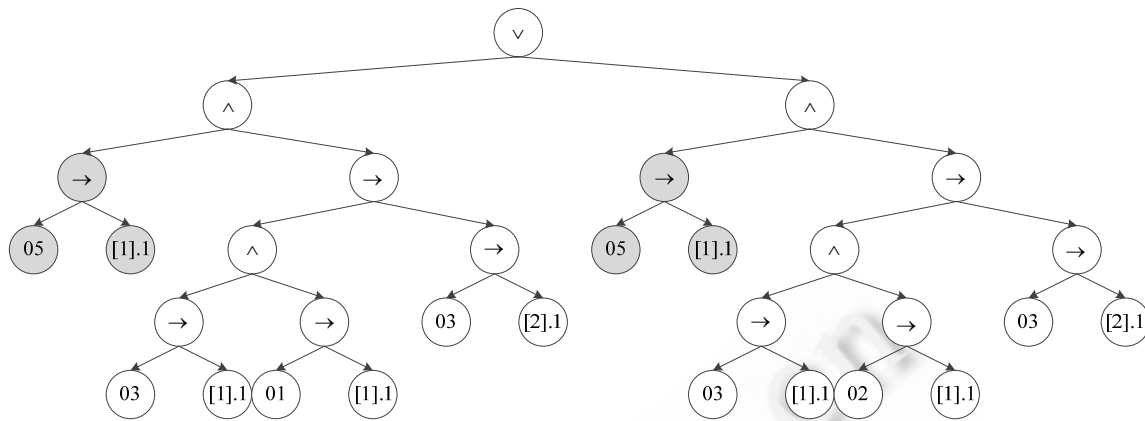 ∨
∧ ∧
→ → → →
05 [1].1 ∧ → 05 [1].1 ∧ →
→ → 03 [2].1 → → 03 [2].1
03 [1].1 01 [1].1 03 [1].1 02 [1].1